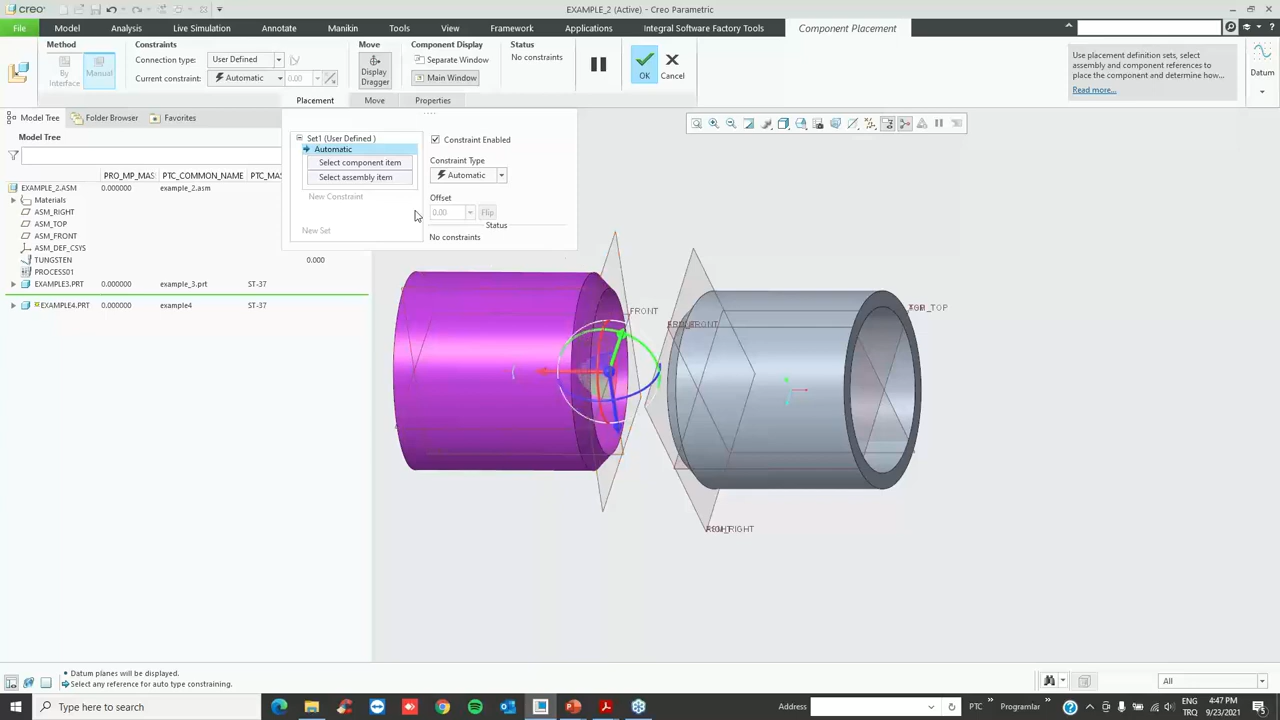 creo
EXAMPLE_2 (Active) - Creo Parametric
File
Model
Analysis
Live Simulation
Annotate
Manikin
Tools
View
Framework
Applications
Integral Software Factory Tools
Component Placement
Method
Constraints
Move
Component Display
Status
By Interface
Manual
Connection type:
User Defined
Current constraint:
Automatic
0.00
Display Dragger
Separate Window
Main Window
No constraints
OK
Cancel
Use placement definition sets, select
assembly and component references to
place the component and determine how...
Read more...
Datum
Placement
Move
Properties
Model Tree
Folder Browser
Favorites
Model Tree
PRO_MP_MAS
PTC_COMMON_NAME
PTC_MAS
EXAMPLE_2.ASM
0.000000
example_2.asm
Materials
ASM_RIGHT
ASM_TOP
ASM_FRONT
ASM_DEF_CSYS
TUNGSTEN
0.000
PROCESS01
EXAMPLE3.PRT
0.000000
example_3.prt
ST-37
EXAMPLE4.PRT
0.000000
example4
ST-37
Set1 (User Defined )
Automatic
Select component item
Select assembly item
New Constraint
New Set
Constraint Enabled
Constraint Type
Automatic
Offset
0.00
Flip
Status
No constraints
_FRONT
Datum planes will be displayed.
Select any reference for auto type constraining.
All
Type here to search
Address
PTC
Programlar
ENG
TRQ
4:47 PM
9/23/2021